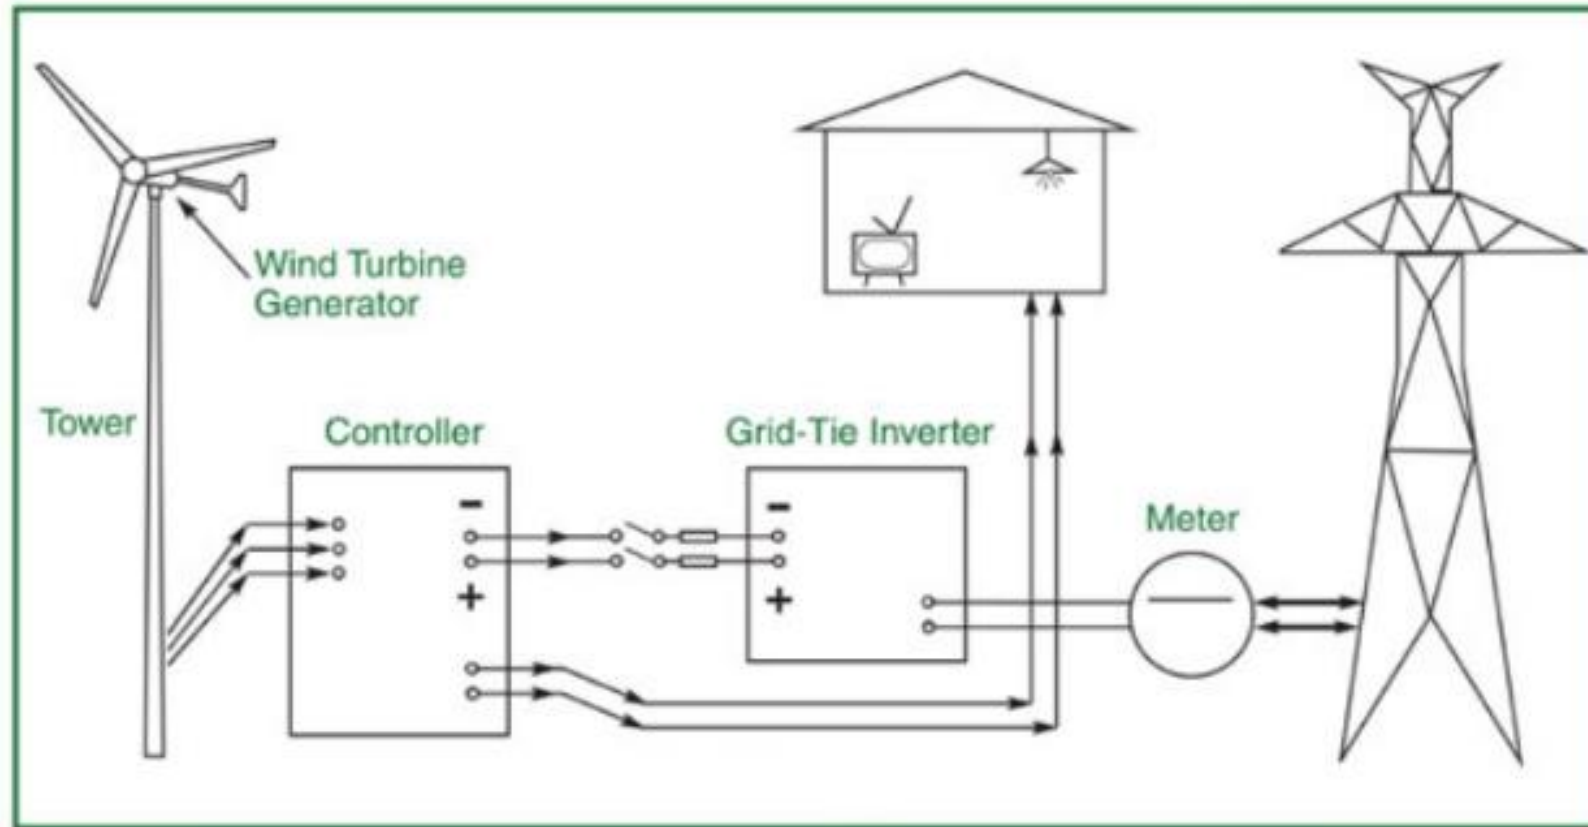 Wind Turbine
Generator
Tower
Controller
Grid-Tie Inverter
Meter
-
+
-
+